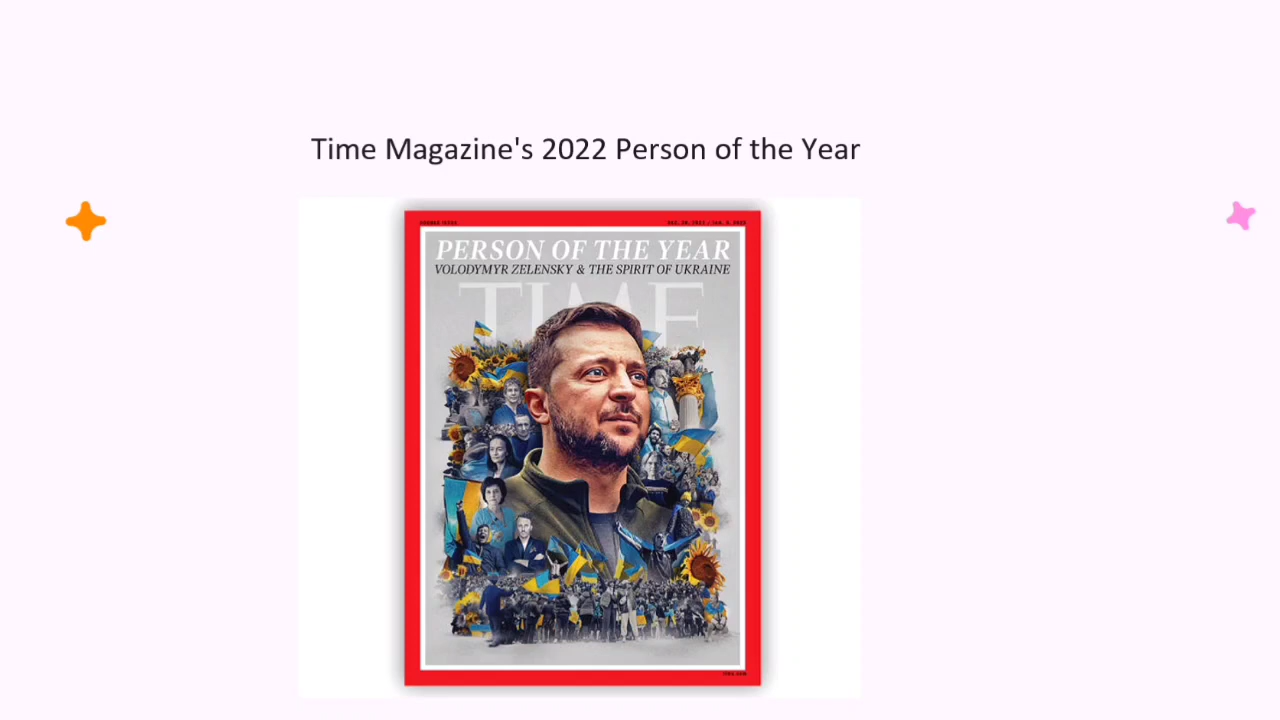 Time Magazine's 2022 Person of the Year
PERSON OF THE YEAR
VOLODYMYR ZELENSKY & THE SPIRIT OF UKRAINE
TIME